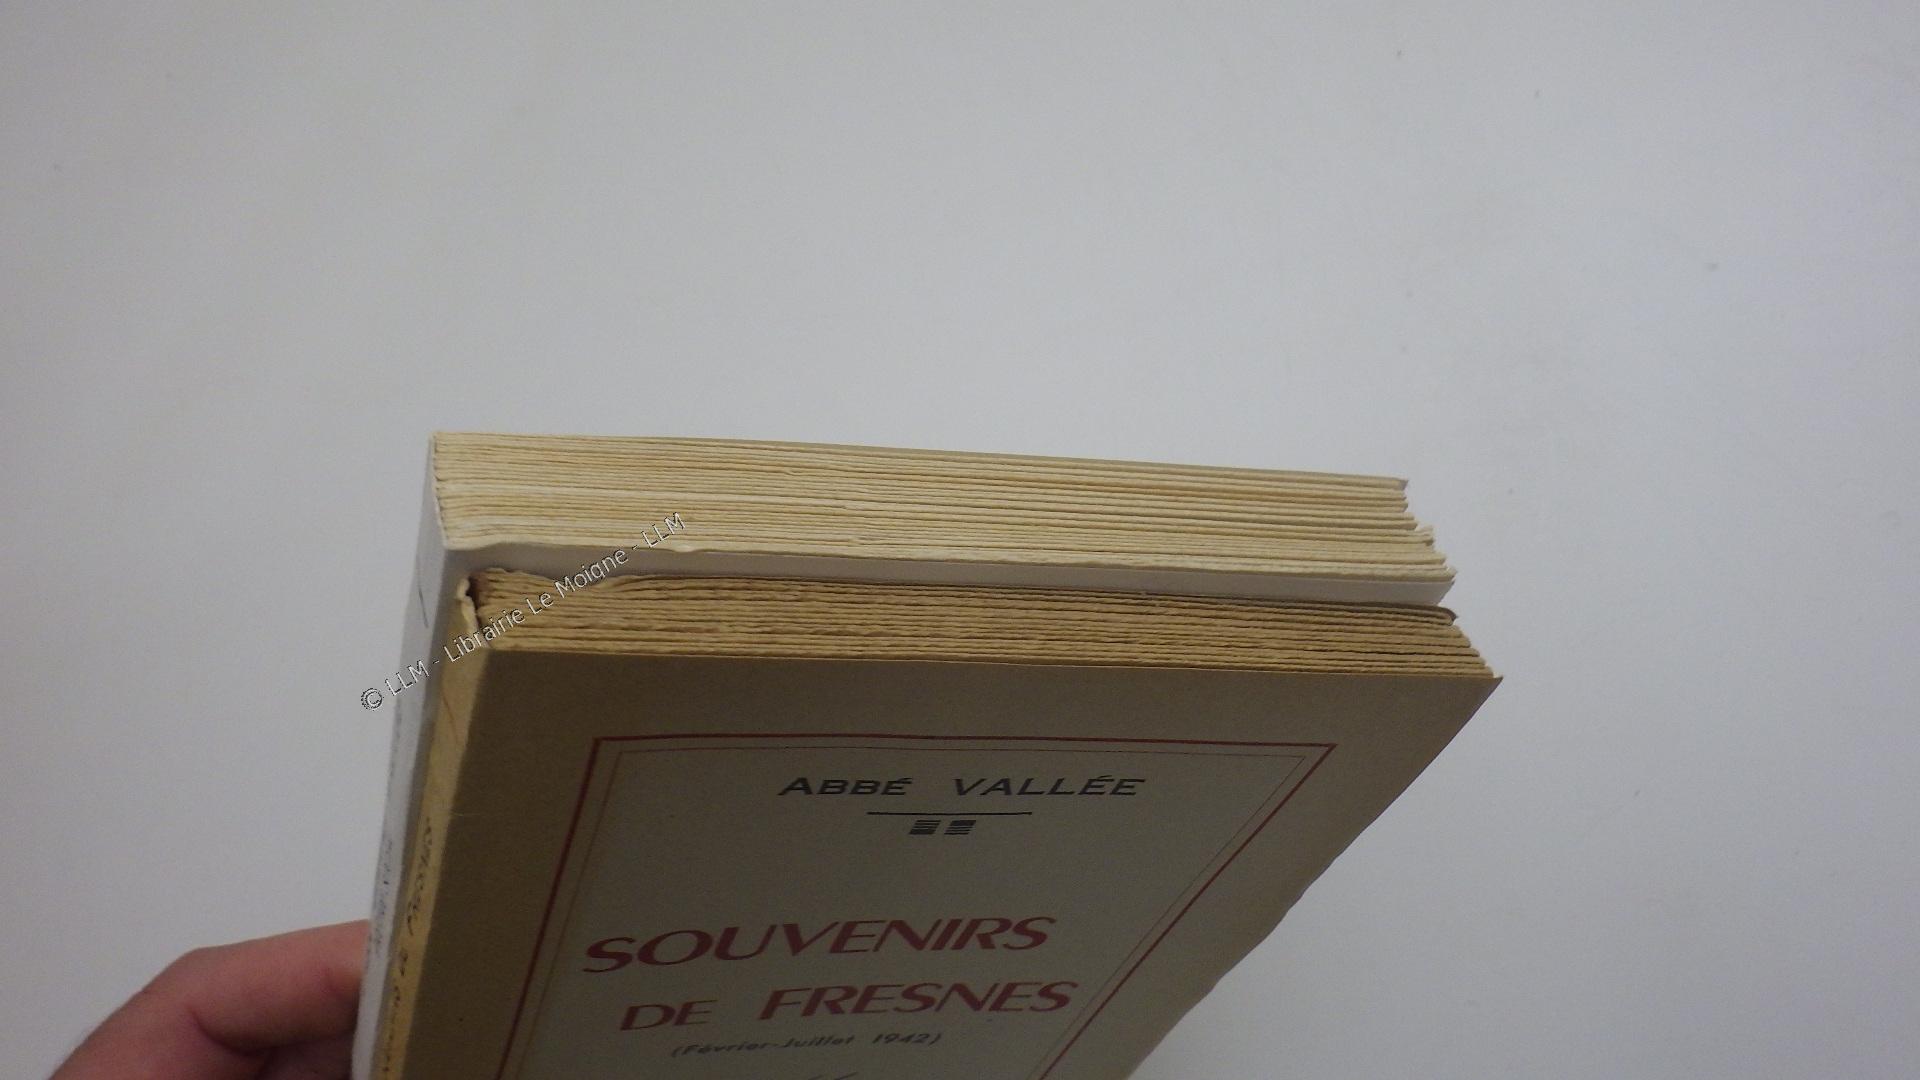 © LLM - Librairie Le Moigne - LLM
ABBÉ VALLÉE
SOUVENIRS
DE FRESNES
(Février-Juillet 1942)